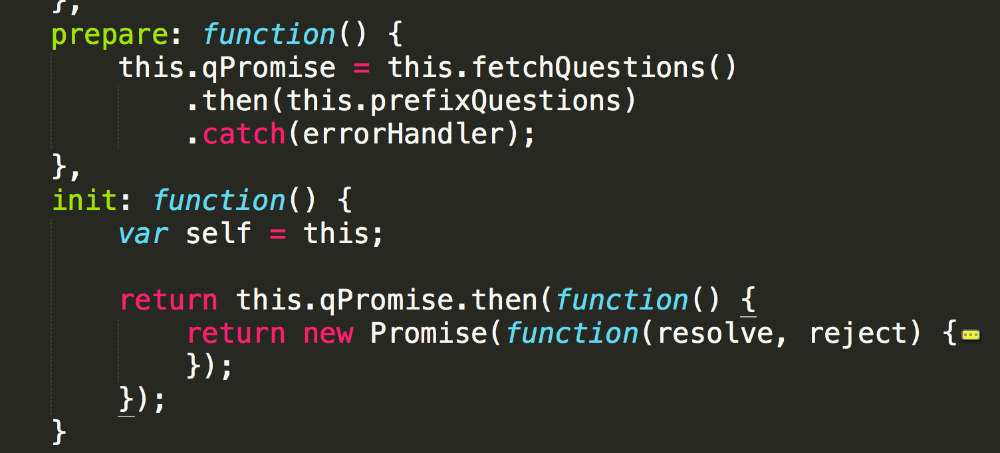 },
prepare: function() {
    this.qPromise = this.fetchQuestions()
        .then(this.prefixQuestions)
        .catch(errorHandler);
},
init: function() {
    var self = this;

    return this.qPromise.then(function() {
        return new Promise(function(resolve, reject) {
        });
    });
}